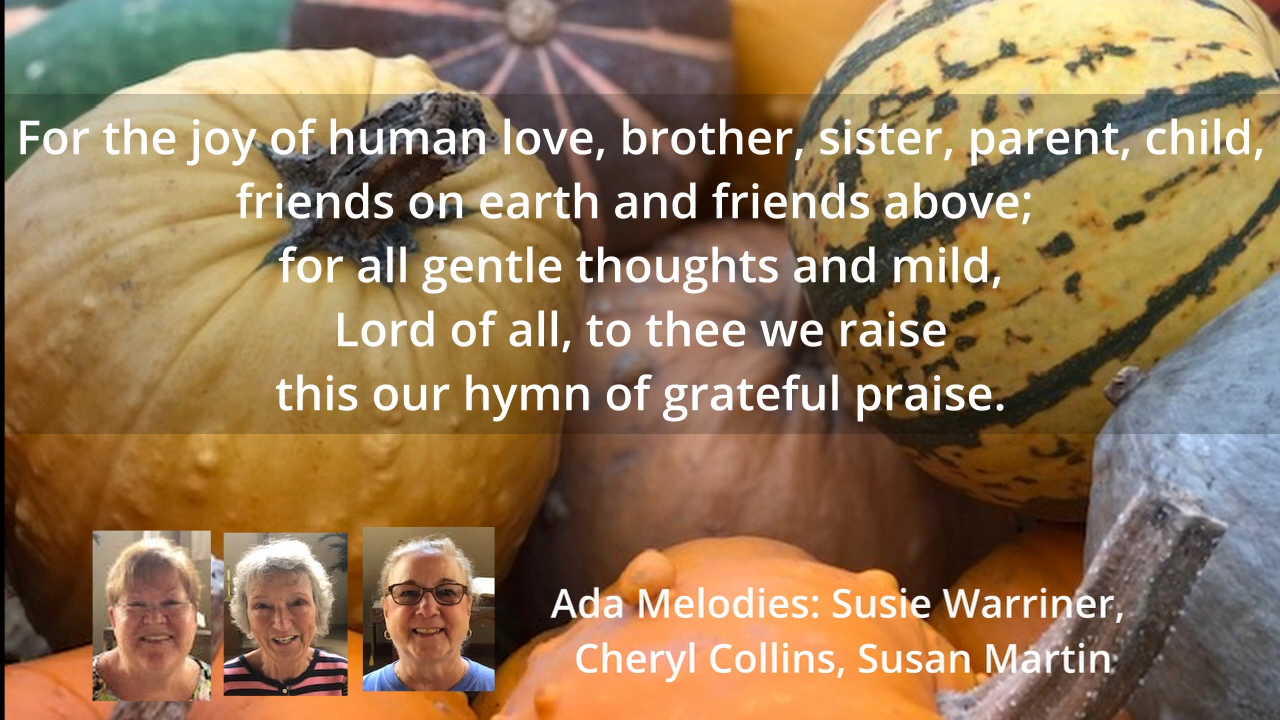 For the joy of human love, brother, sister, parent, child,
friends on earth and friends above;
for all gentle thoughts and mild,
Lord of all, to thee we raise
this our hymn of grateful praise.
Ada Melodies: Susie Warriner,
Cheryl Collins, Susan Martin